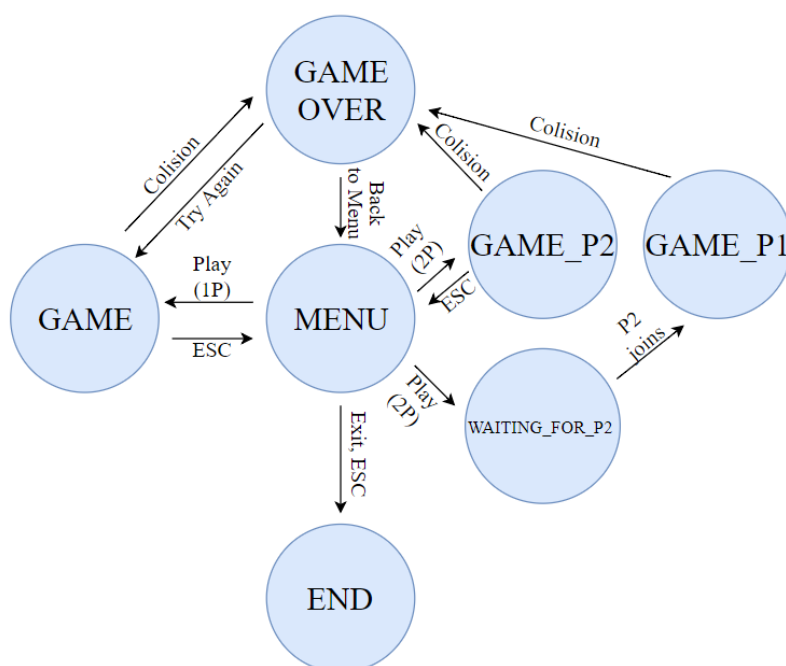 GAME
OVER
Colision
Try Again
Back
to Menu
Colision
Colision
GAME
Play
(1P)
ESC
MENU
Play
(2P)
ESC
GAME_P2
GAME_P1
Play
(2P)
WAITING_FOR_P2
P2
joins
Exit, ESC
END